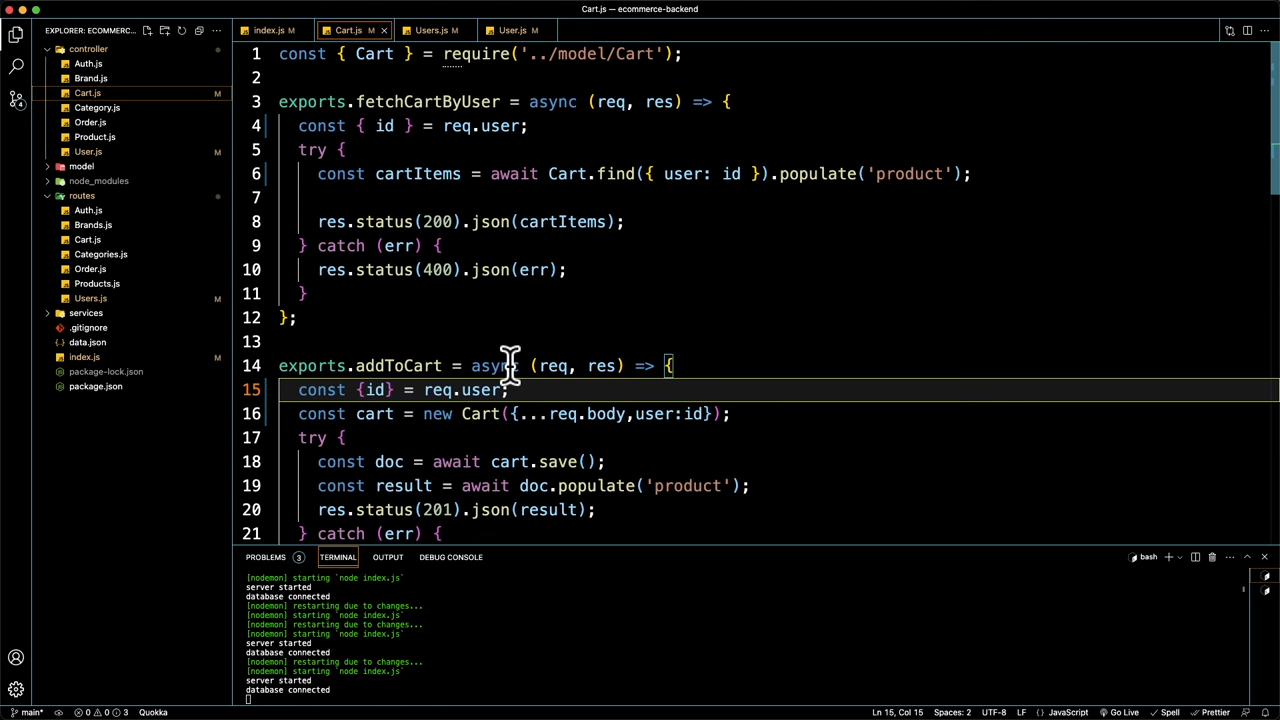 Cart.js — ecommerce-backend
EXPLORER: ECOMMERC...
controller
Auth.js
Brand.js
Cart.js M
Category.js
Order.js
Product.js
User.js M
model
node_modules
routes
Auth.js
Brands.js
Cart.js
Categories.js
Order.js
Products.js
Users.js M
services
.gitignore
data.json
index.js M
package-lock.json
package.json
index.js M Cart.js M Users.js M User.js M
1 const { Cart } = require('../model/Cart');
2
3 exports.fetchCartByUser = async (req, res) => {
4 const { id } = req.user;
5 try {
6 const cartItems = await Cart.find({ user: id }).populate('product');
7
8 res.status(200).json(cartItems);
9 } catch (err) {
10 res.status(400).json(err);
11 }
12 };
13
14 exports.addToCart = async (req, res) => {
15 const {id} = req.user;
16 const cart = new Cart({...req.body,user:id});
17 try {
18 const doc = await cart.save();
19 const result = await doc.populate('product');
20 res.status(201).json(result);
21 } catch (err) {
PROBLEMS 3 TERMINAL OUTPUT DEBUG CONSOLE bash
[nodemon] starting `node index.js`
server started
database connected
[nodemon] restarting due to changes...
[nodemon] starting `node index.js`
[nodemon] restarting due to changes...
[nodemon] starting `node index.js`
server started
database connected
[nodemon] restarting due to changes...
[nodemon] starting `node index.js`
server started
database connected
4
main* 0 0 3 Quokka Ln 15, Col 15 Spaces: 2 UTF-8 LF {} JavaScript Go Live Spell Prettier